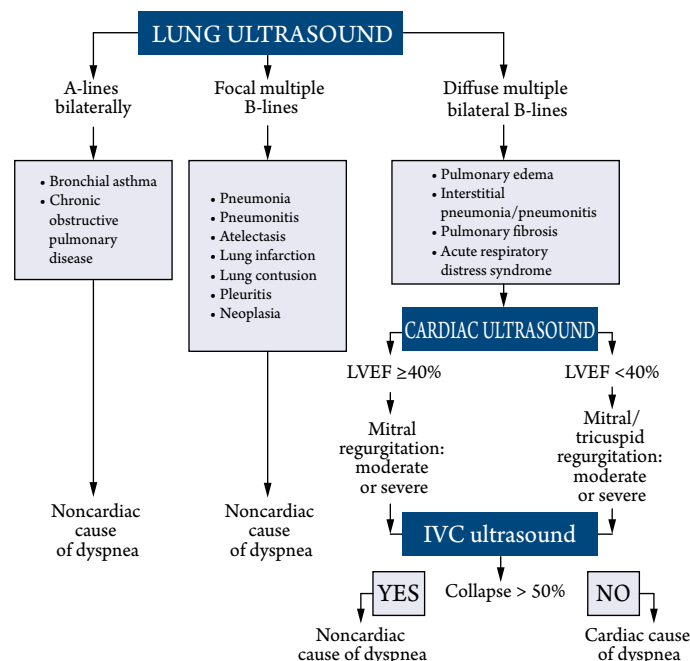 LUNG ULTRASOUND
A-lines
bilaterally
Focal multiple
B-lines
Diffuse multiple
bilateral B-lines
• Bronchial asthma
• Chronic
obstructive
pulmonary
disease
• Pneumonia
• Pneumonitis
• Atelectasis
• Lung infarction
• Lung contusion
• Pleuritis
• Neoplasia
• Pulmonary edema
• Interstitial
pneumonia/pneumonitis
• Pulmonary fibrosis
• Acute respiratory
distress syndrome
CARDIAC ULTRASOUND
LVEF ≥40%
LVEF <40%
Mitral
regurgitation:
moderate
or severe
Mitral/
tricuspid
regurgitation:
moderate
or severe
Noncardiac
cause
of dyspnea
Noncardiac
cause
of dyspnea
IVC ultrasound
YES
Collapse > 50%
NO
Noncardiac
cause of dyspnea
Cardiac cause
of dyspnea